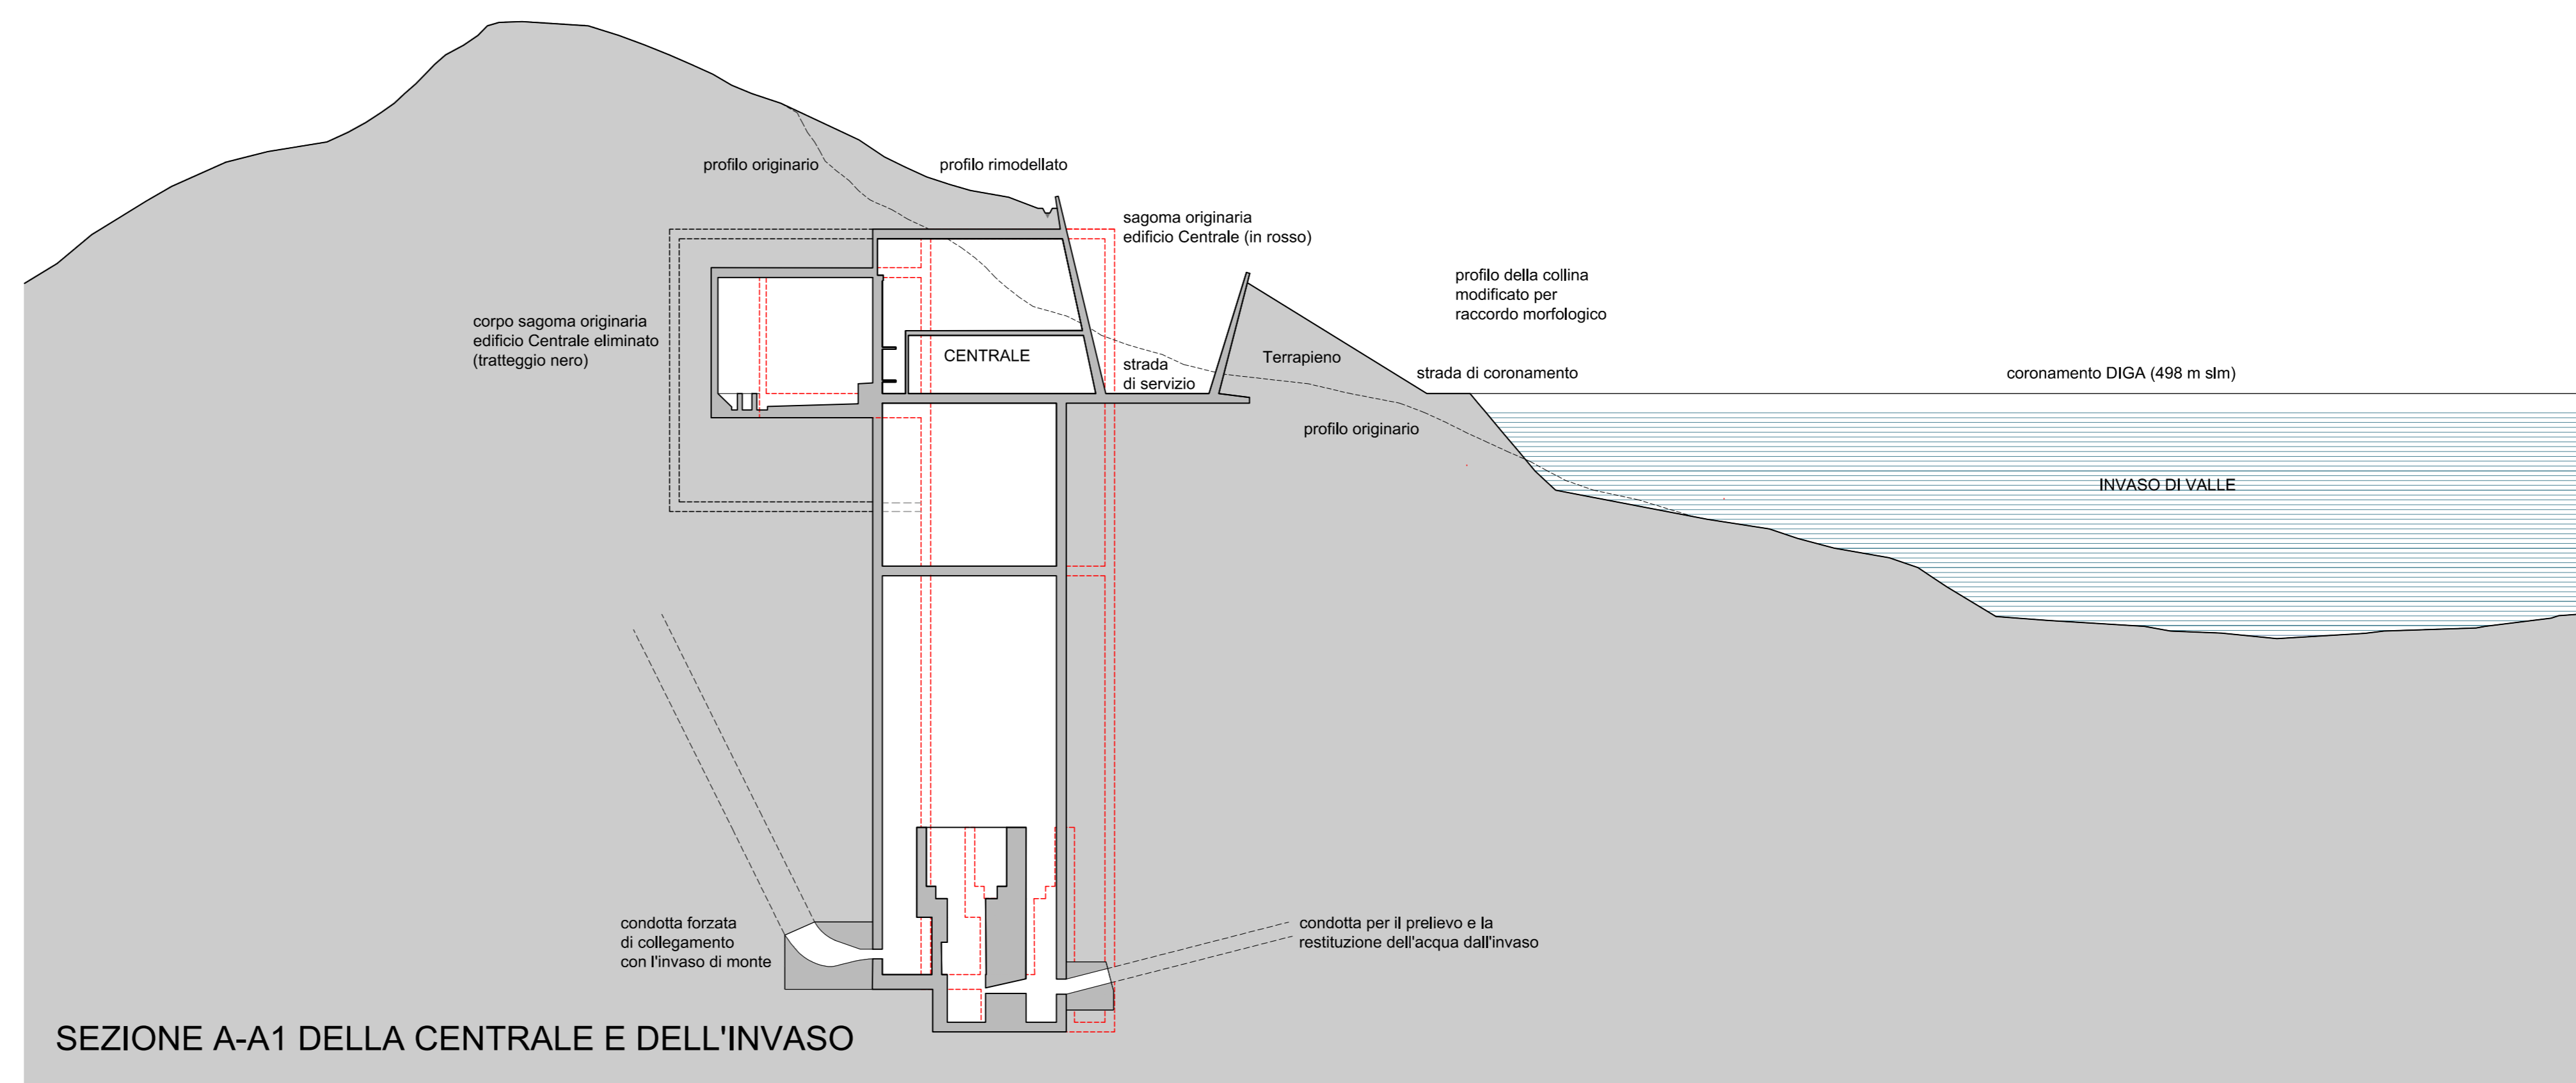 profilo originario
profilo rimodellato
sagoma originaria
edificio Centrale (in rosso)
profilo della collina
modificato per
raccordo morfologico
corpo sagoma originaria
edificio Centrale eliminato
(tratteggio nero)
CENTRALE
strada
di servizio
Terrapieno
strada di coronamento
coronamento DIGA (498 m slm)
profilo originario
INVASO DI VALLE
condotta forzata
di collegamento
con l'invaso di monte
condotta per il prelievo e la
restituzione dell'acqua dall'invaso
SEZIONE A-A1 DELLA CENTRALE E DELL'INVASO